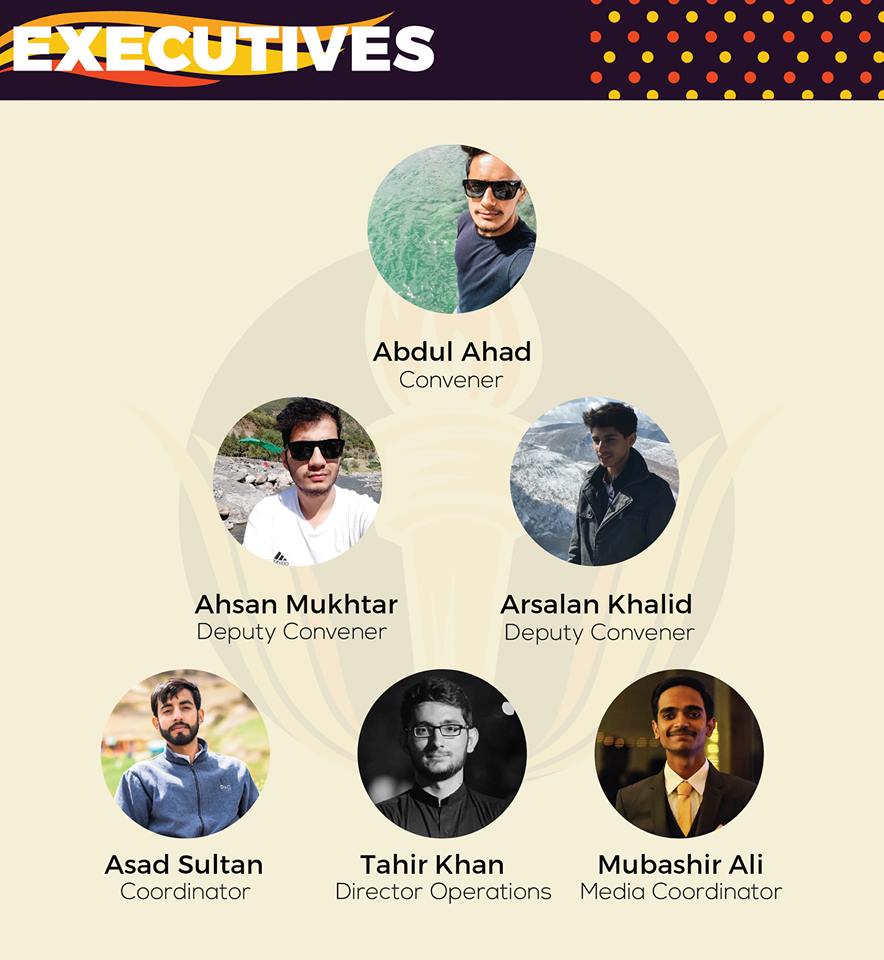 EXECUTIVES
Abdul Ahad
Convener
Ahsan Mukhtar
Deputy Convener
Arsalan Khalid
Deputy Convener
Asad Sultan
Coordinator
Tahir Khan
Director Operations
Mubashir Ali
Media Coordinator